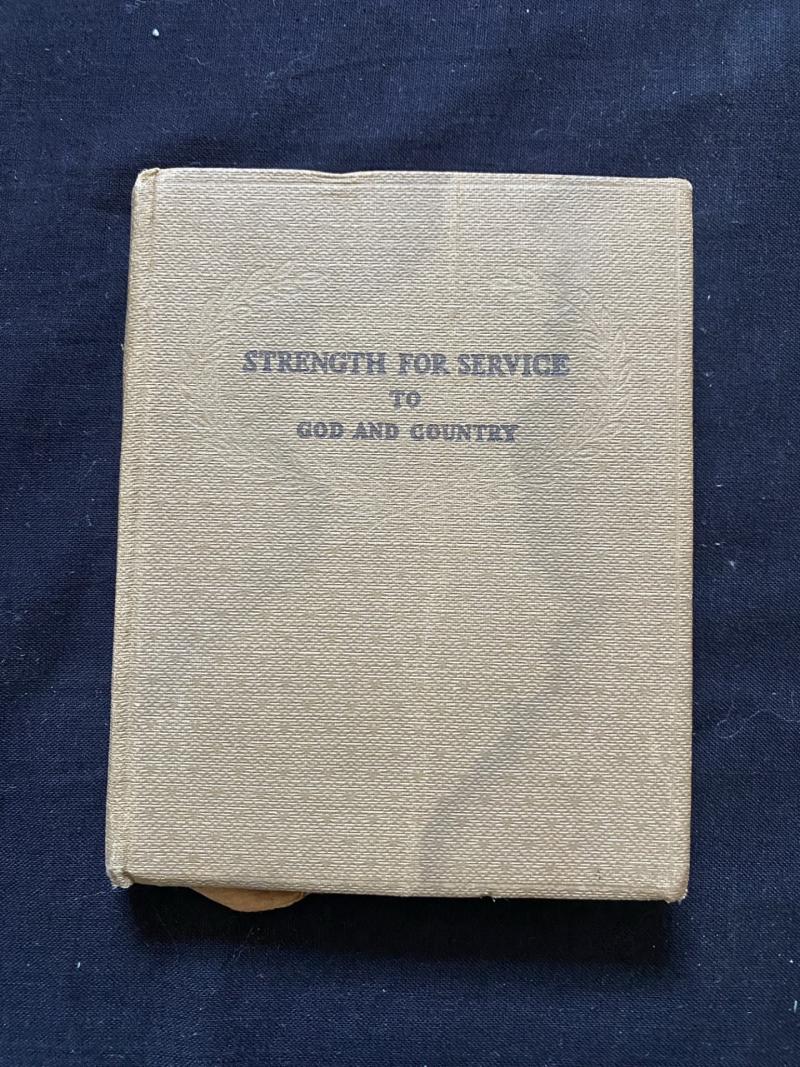 STRENGTH FOR SERVICE
TO
GOD AND COUNTRY